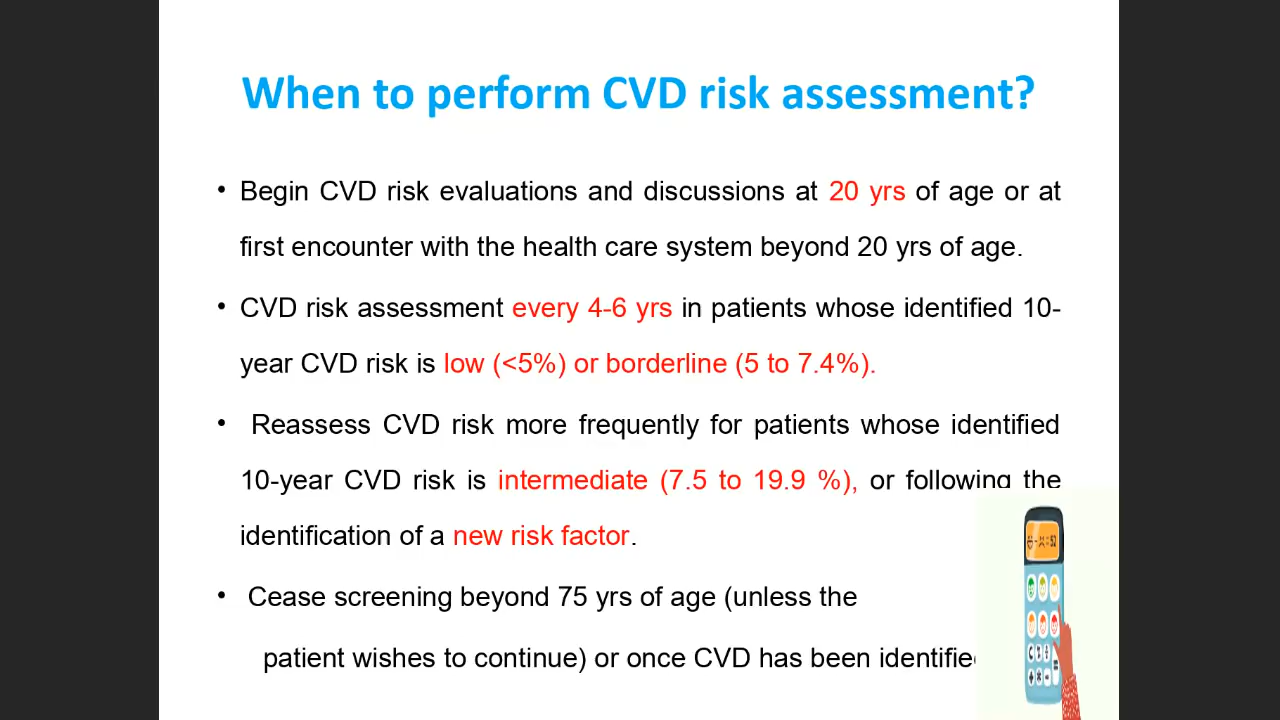 When to perform CVD risk assessment?
• Begin CVD risk evaluations and discussions at 20 yrs of age or at
first encounter with the health care system beyond 20 yrs of age.
• CVD risk assessment every 4-6 yrs in patients whose identified 10-
year CVD risk is low (<5%) or borderline (5 to 7.4%).
• Reassess CVD risk more frequently for patients whose identified
10-year CVD risk is intermediate (7.5 to 19.9 %), or following the
identification of a new risk factor.
• Cease screening beyond 75 yrs of age (unless the
patient wishes to continue) or once CVD has been identified